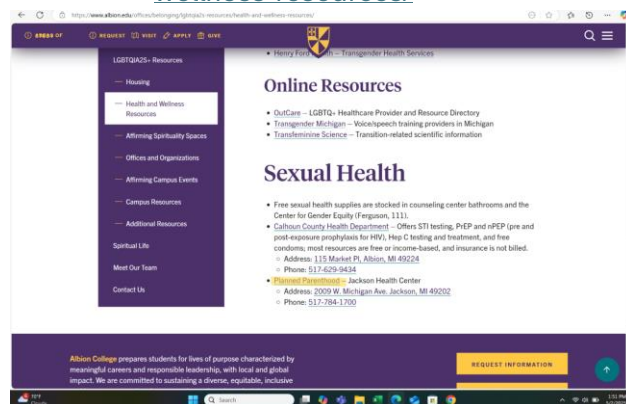 wellness-resources/
https://www.albion.edu/offices/belonging/lgbtqia2s-resources/health-and-wellness-resources/
REQUEST VISIT APPLY GIVE
LGBTQIA2S+ Resources
Housing
Health and Wellness
Resources
Affirming Spirituality Spaces
Offices and Organizations
Affirming Campus Events
Campus Resources
Additional Resources
Spiritual Life
Meet Our Team
Contact Us
Henry Ford Health – Transgender Health Services
Online Resources
OutCare – LGBTQ+ Healthcare Provider and Resource Directory
Transgender Michigan – Voice/speech training providers in Michigan
Transfeminine Science – Transition-related scientific information
Sexual Health
Free sexual health supplies are stocked in counseling center bathrooms and the
Center for Gender Equity (Ferguson, 111).
Calhoun County Health Department – Offers STI testing, PrEP and nPEP (pre and
post-exposure prophylaxis for HIV), Hep C testing and treatment, and free
condoms; most resources are free or income-based, and insurance is not billed.
Address: 115 Market Pl, Albion, MI 49224
Phone: 517-629-9434
Planned Parenthood – Jackson Health Center
Address: 2009 W. Michigan Ave. Jackson, MI 49202
Phone: 517-784-1700
Albion College prepares students for lives of purpose characterized by
meaningful careers and responsible leadership, with local and global
impact. We are committed to sustaining a diverse, equitable, inclusive
REQUEST INFORMATION
Search